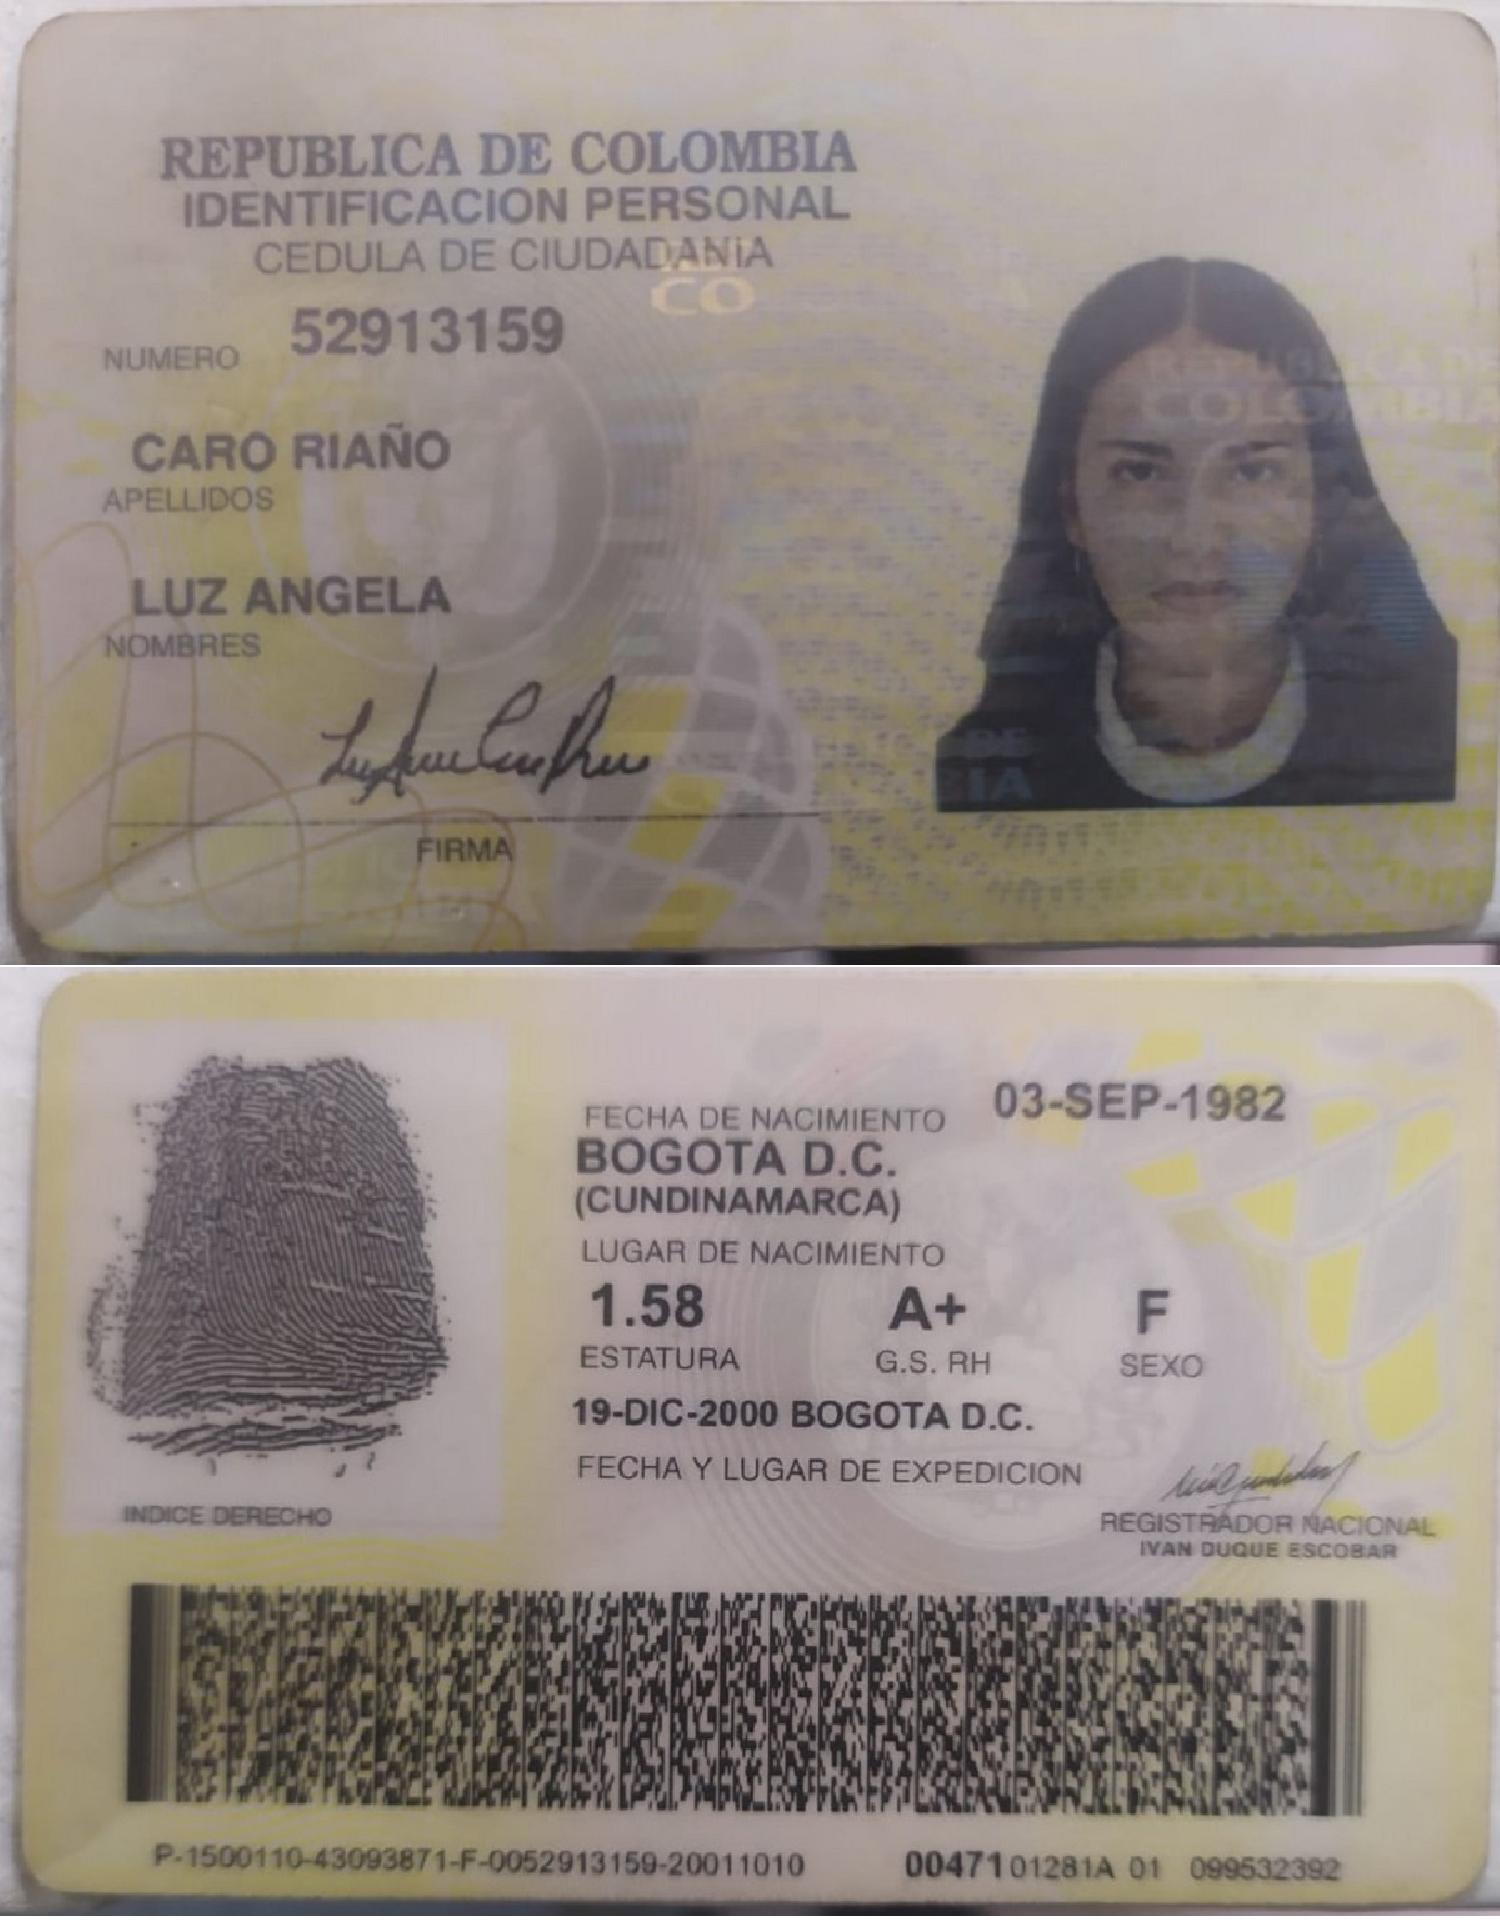 REPUBLICA DE COLOMBIA
IDENTIFICACION PERSONAL
CEDULA DE CIUDADANIA
CO
NUMERO 52913159
CARO RIAÑO
APELLIDOS
LUZ ANGELA
NOMBRES
FIRMA
REPUBLICA DE
COLOMBIA
DE
IA
FECHA DE NACIMIENTO 03-SEP-1982
BOGOTA D.C.
(CUNDINAMARCA)
LUGAR DE NACIMIENTO
1.58 A+ F
ESTATURA G.S. RH SEXO
19-DIC-2000 BOGOTA D.C.
FECHA Y LUGAR DE EXPEDICION
INDICE DERECHO
REGISTRADOR NACIONAL
IVAN DUQUE ESCOBAR
P-1500110-43093871-F-0052913159-20011010 0047101281A 01 099532392